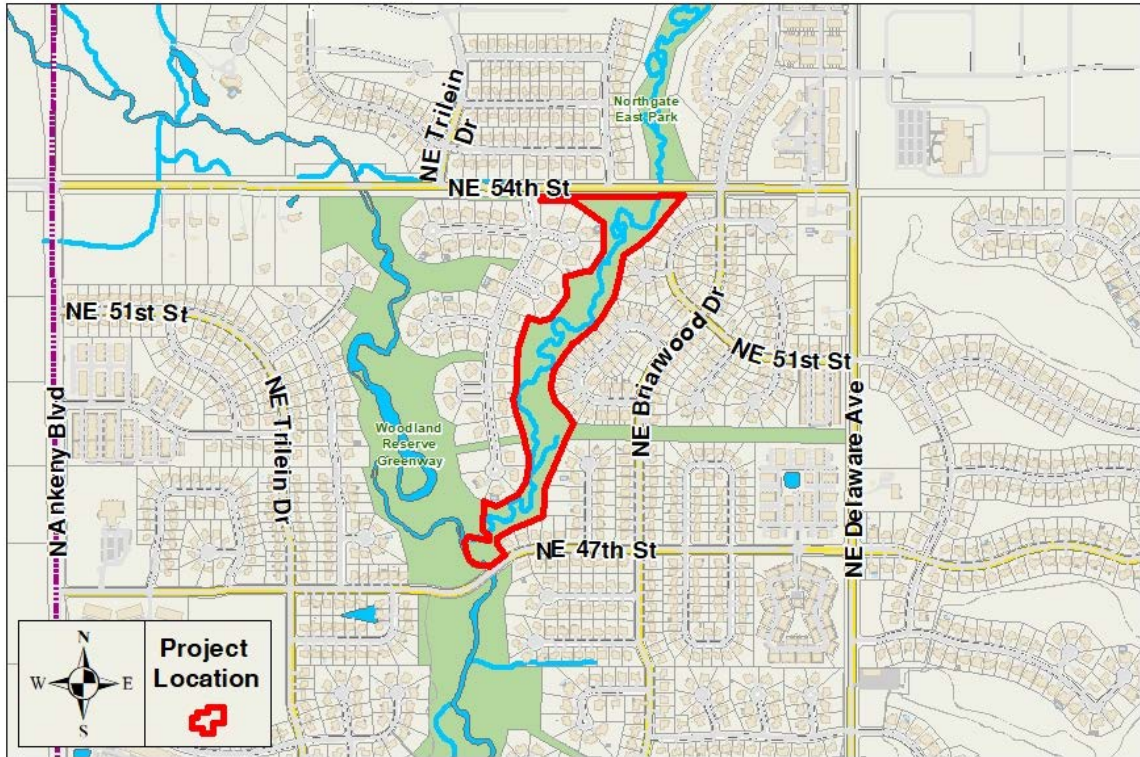 Northgate
East Park
NE Trilein
Dr
NE 54th St
NE 51st St
NE Briarwood Dr
NE 51st St
N Ankeny Blvd
NE Trilein Dr
Woodland
Reserve
Greenway
NE Delaware Ave
NE 47th St
N
W
E
S
Project
Location